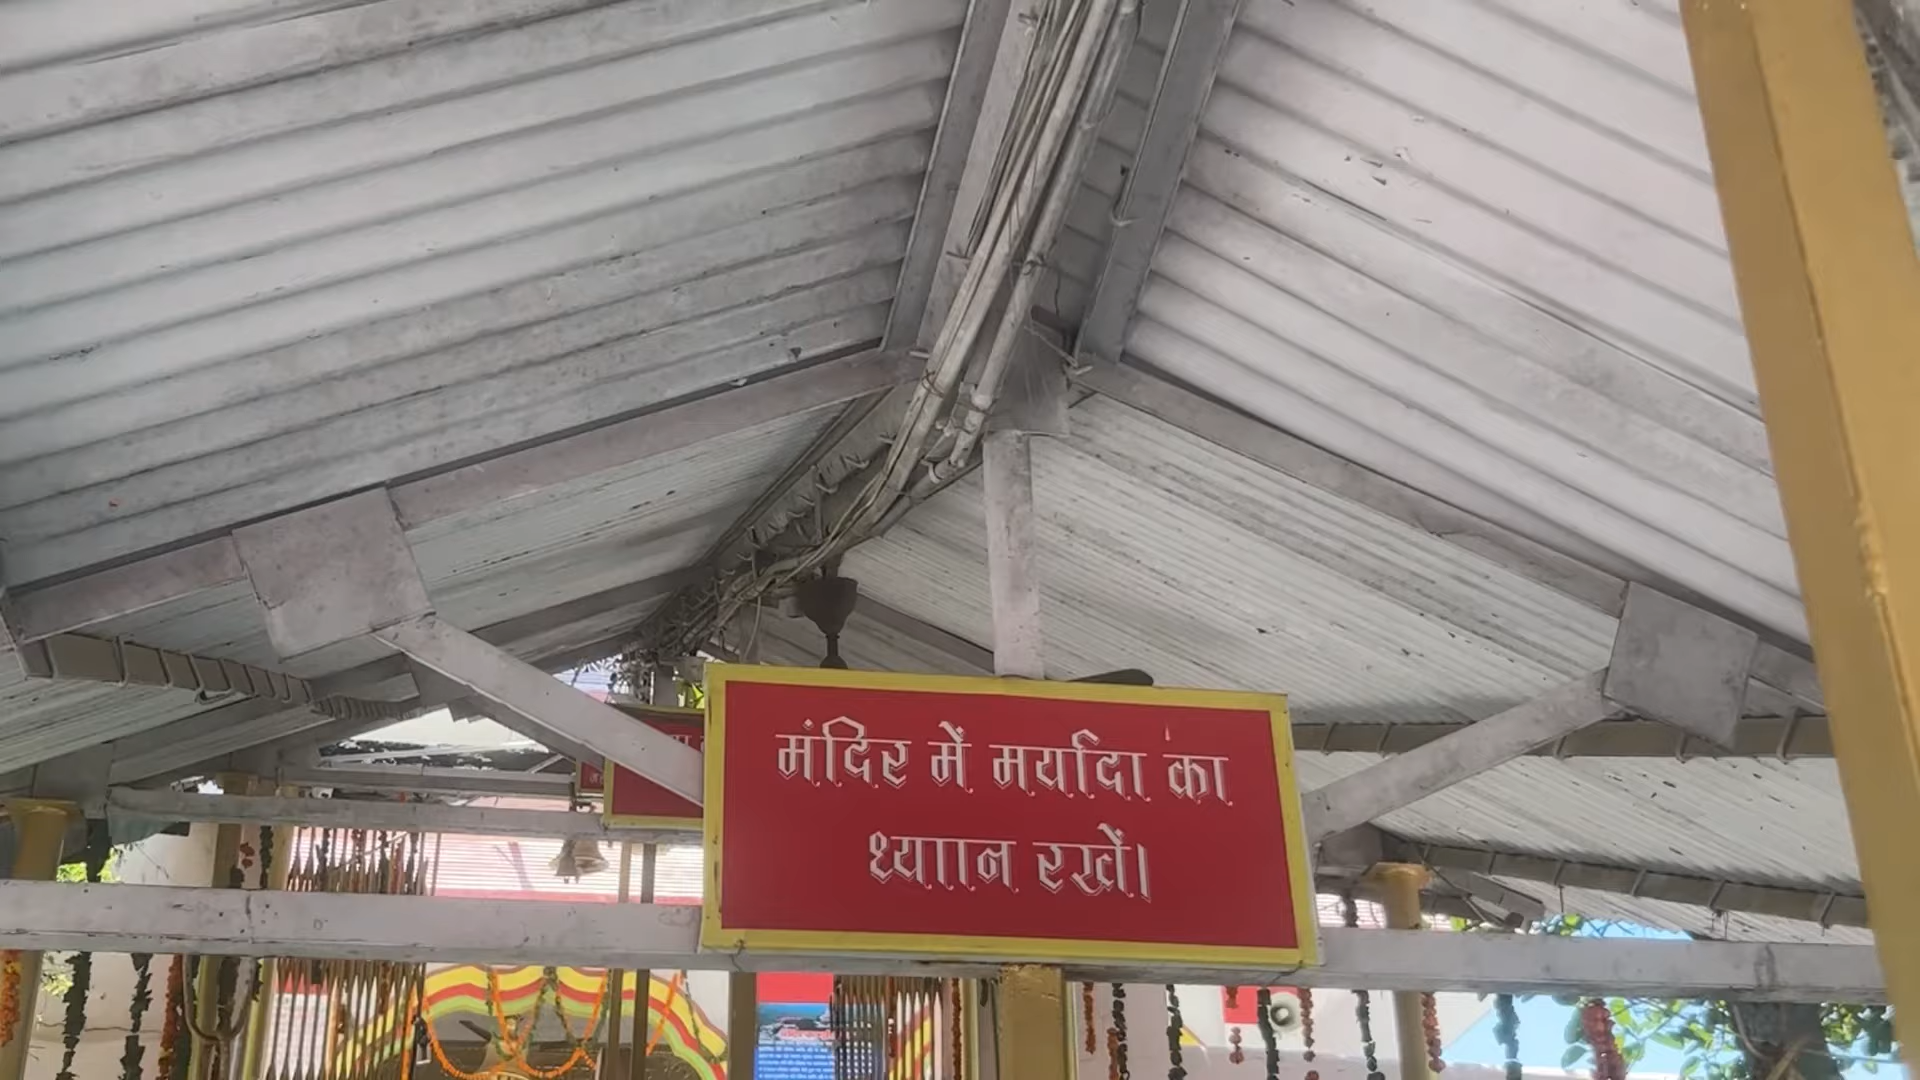 मंदिर में मर्यादा का
ध्याान रखें।